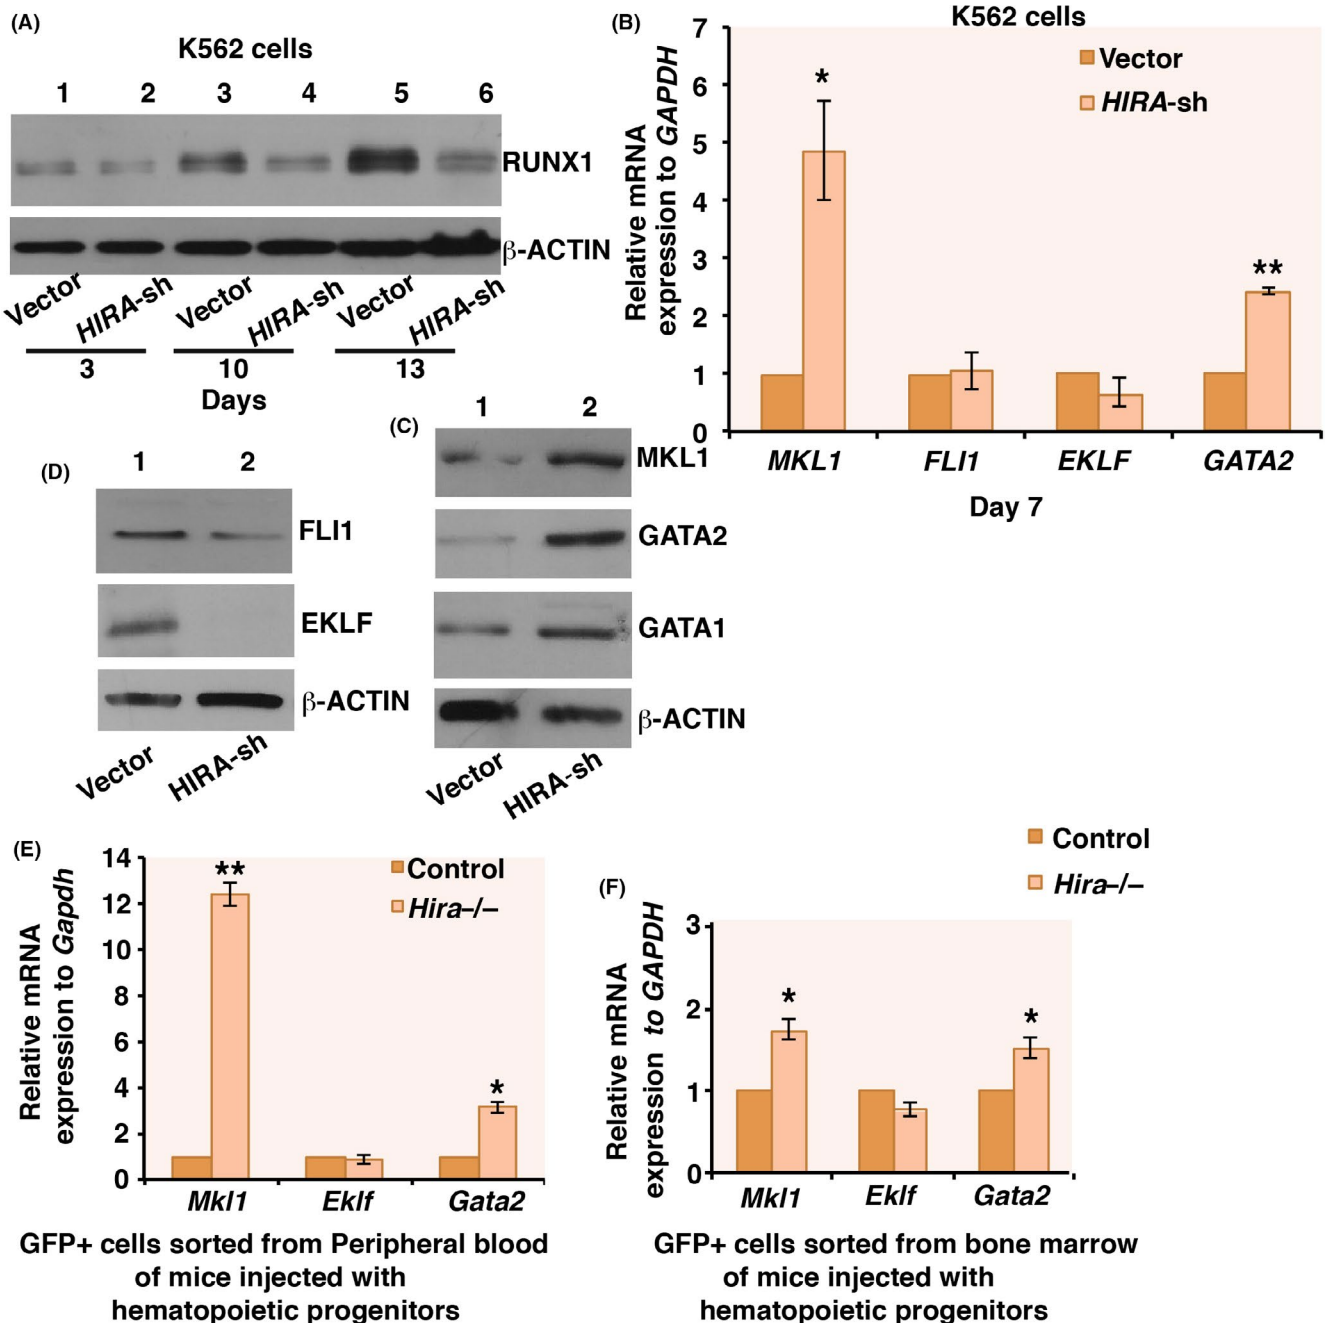 (A)
K562 cells
1 2 3 4 5 6
RUNX1
β-ACTIN
Vector HIRA-sh Vector HIRA-sh Vector HIRA-sh
3 10 13
Days
(B)
K562 cells
Vector
HIRA-sh
Relative mRNA
expression to GAPDH
7
6
5
4
3
2
1
0
*
**
MKL1 FLI1 EKLF GATA2
Day 7
(C)
1 2
MKL1
GATA2
GATA1
β-ACTIN
Vector HIRA-sh
(D)
1 2
FLI1
EKLF
β-ACTIN
Vector HIRA-sh
(E)
Control
Hira–/–
Relative mRNA
expression to Gapdh
14
12
10
8
6
4
2
0
**
*
Mkl1 Eklf Gata2
GFP+ cells sorted from Peripheral blood
of mice injected with
hematopoietic progenitors
(F)
Control
Hira–/–
Relative mRNA
expression to GAPDH
3
2
1
0
*
*
Mkl1 Eklf Gata2
GFP+ cells sorted from bone marrow
of mice injected with
hematopoietic progenitors